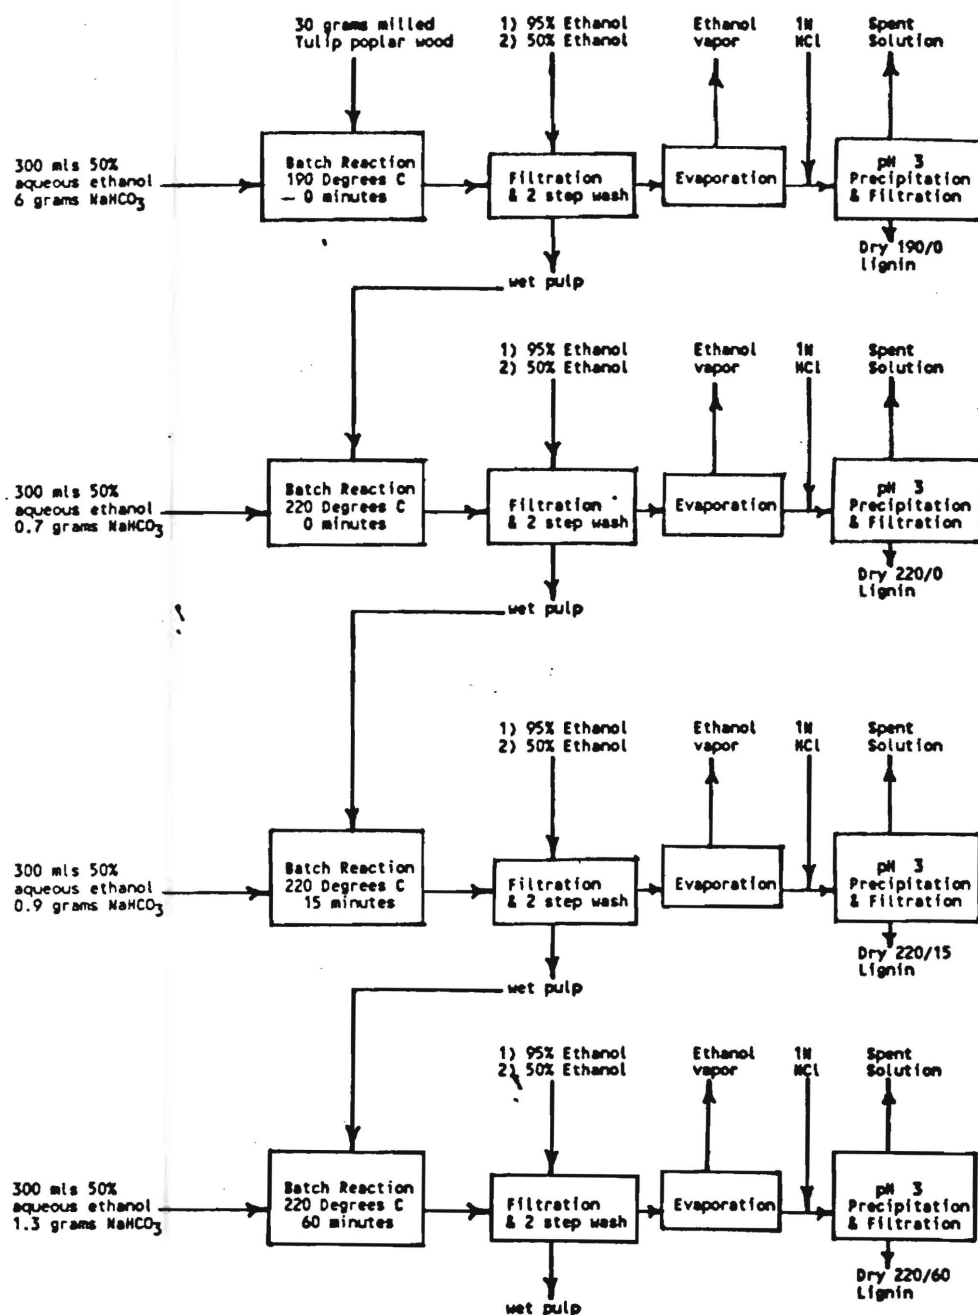 30 grams milled
Tulip poplar wood
1) 95% Ethanol
2) 50% Ethanol
Ethanol
vapor
1N
HCl
Spent
Solution
300 mls 50%
aqueous ethanol
6 grams NaHCO3
Batch Reaction
190 Degrees C
0 minutes
Filtration
& 2 step wash
Evaporation
pH 3
Precipitation
& Filtration
Dry 190/0
lignin
wet pulp
1) 95% Ethanol
2) 50% Ethanol
Ethanol
vapor
1N
HCl
Spent
Solution
300 mls 50%
aqueous ethanol
0.7 grams NaHCO3
Batch Reaction
220 Degrees C
0 minutes
Filtration
& 2 step wash
Evaporation
pH 3
Precipitation
& Filtration
Dry 220/0
Lignin
wet pulp
1) 95% Ethanol
2) 50% Ethanol
Ethanol
vapor
1N
HCl
Spent
Solution
300 mls 50%
aqueous ethanol
0.9 grams NaHCO3
Batch Reaction
220 Degrees C
15 minutes
Filtration
& 2 step wash
Evaporation
pH 3
Precipitation
& Filtration
Dry 220/15
Lignin
wet pulp
1) 95% Ethanol
2) 50% Ethanol
Ethanol
vapor
1N
HCl
Spent
Solution
300 mls 50%
aqueous ethanol
1.3 grams NaHCO3
Batch Reaction
220 Degrees C
60 minutes
Filtration
& 2 step wash
Evaporation
pH 3
Precipitation
& Filtration
Dry 220/60
Lignin
wet pulp